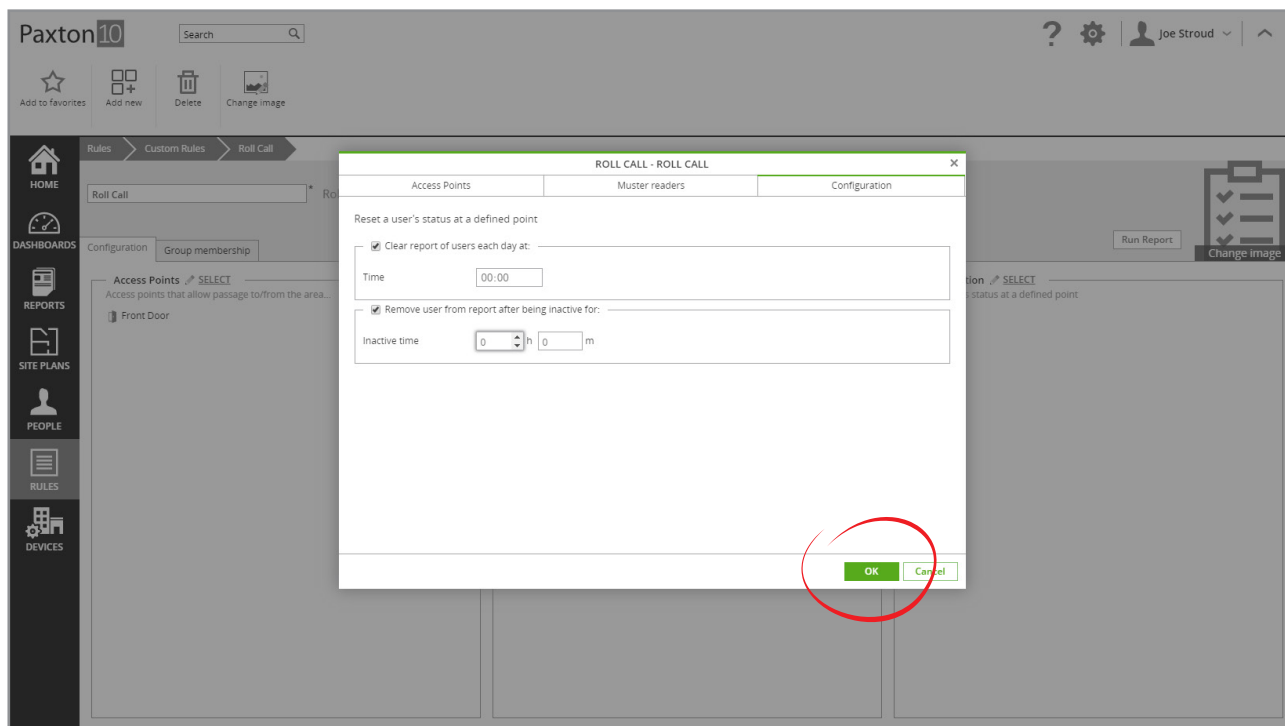 Paxton 10
Search
Joe Stroud
Add to favorites
Add new
Delete
Change image
HOME
DASHBOARDS
REPORTS
SITE PLANS
PEOPLE
RULES
DEVICES
Rules
Custom Rules
Roll Call
Roll Call
*
Configuration
Group membership
Access Points SELECT
Access points that allow passage to/from the area...
Front Door
ROLL CALL - ROLL CALL
Access Points
Muster readers
Configuration
Reset a user's status at a defined point
Clear report of users each day at:
Time 00:00
Remove user from report after being inactive for:
Inactive time 0 h 0 m
OK
Cancel
Run Report
Change image
SELECT
status at a defined point